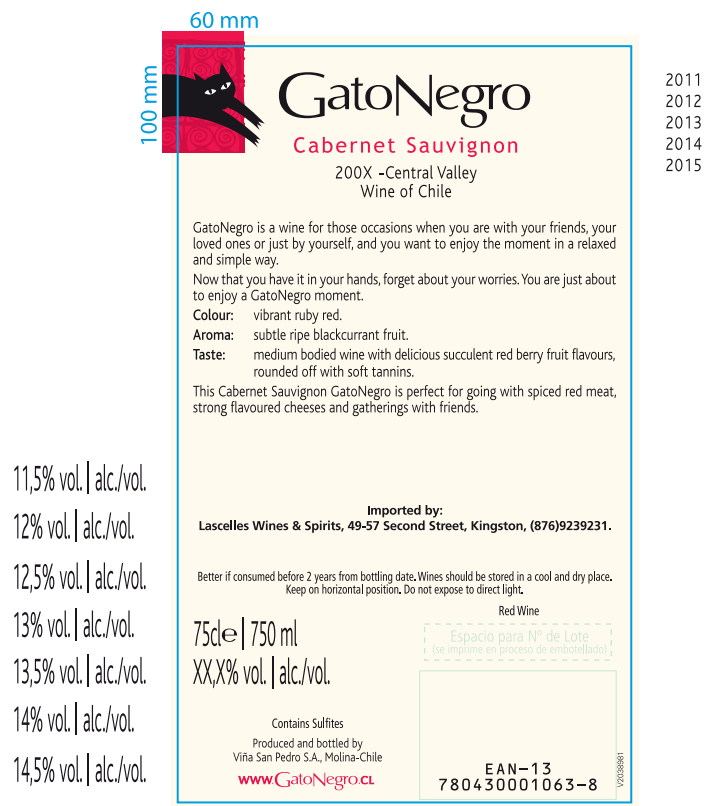 60 mm
100 mm
GatoNegro
Cabernet Sauvignon
200X -Central Valley
Wine of Chile
2011
2012
2013
2014
2015
GatoNegro is a wine for those occasions when you are with your friends, your
loved ones or just by yourself, and you want to enjoy the moment in a relaxed
and simple way.
Now that you have it in your hands, forget about your worries. You are just about
to enjoy a GatoNegro moment.
Colour: vibrant ruby red.
Aroma: subtle ripe blackcurrant fruit.
Taste: medium bodied wine with delicious succulent red berry fruit flavours,
rounded off with soft tannins.
This Cabernet Sauvignon GatoNegro is perfect for going with spiced red meat,
strong flavoured cheeses and gatherings with friends.
11,5% vol. | alc./vol.
12% vol. | alc./vol.
12,5% vol. | alc./vol.
13% vol. | alc./vol.
13,5% vol. | alc./vol.
14% vol. | alc./vol.
14,5% vol. | alc./vol.
Imported by:
Lascelles Wines & Spirits, 49-57 Second Street, Kingston, (876)9239231.
Better if consumed before 2 years from bottling date. Wines should be stored in a cool and dry place.
Keep on horizontal position. Do not expose to direct light.
Red Wine
75cl℮ | 750 ml
XX,X% vol. | alc./vol.
Espacio para Nº de Lote
(se imprime en proceso de embotellado)
Contains Sulfites
Produced and bottled by
Viña San Pedro S.A., Molina-Chile
www.GatoNegro.CL
EAN-13
780430001063-8
V2038981